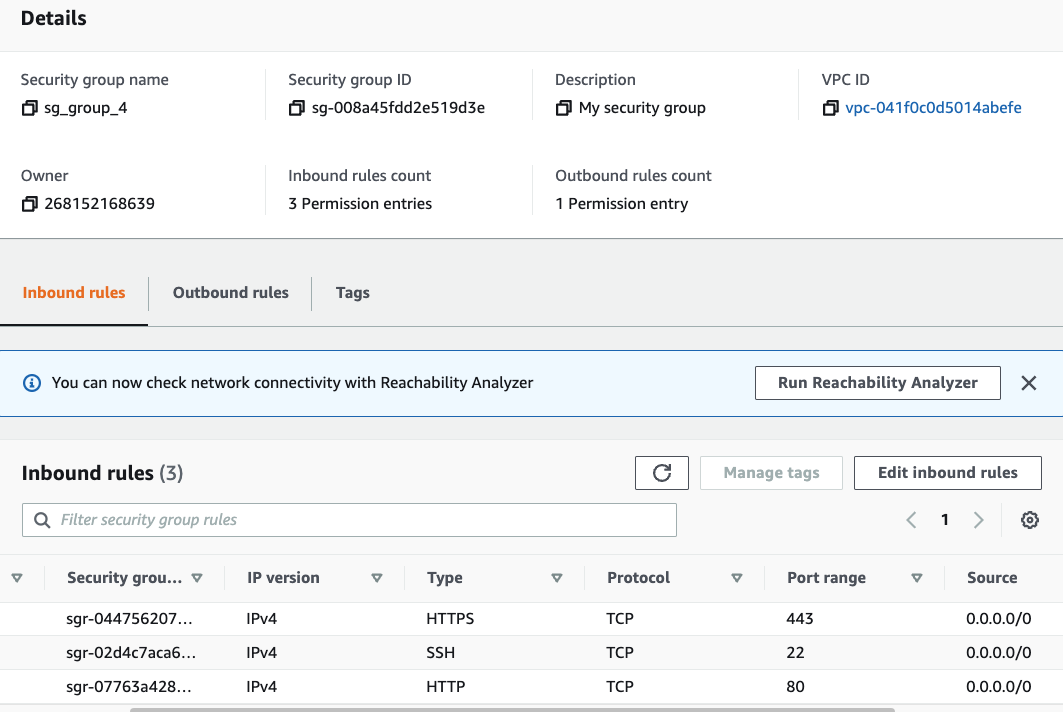 Details
Security group name Security group ID Description VPC ID
sg_group_4 sg-008a45fdd2e519d3e My security group vpc-041f0c0d5014abefe
Owner Inbound rules count Outbound rules count
268152168639 3 Permission entries 1 Permission entry
Inbound rules Outbound rules Tags
You can now check network connectivity with Reachability Analyzer Run Reachability Analyzer
Inbound rules (3) Manage tags Edit inbound rules
Filter security group rules 1
Security grou... IP version Type Protocol Port range Source
sgr-044756207... IPv4 HTTPS TCP 443 0.0.0.0/0
sgr-02d4c7aca6... IPv4 SSH TCP 22 0.0.0.0/0
sgr-07763a428... IPv4 HTTP TCP 80 0.0.0.0/0